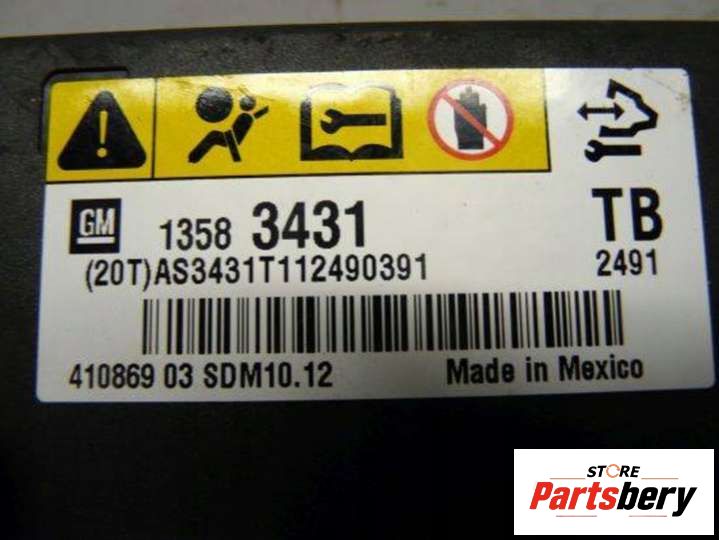 GM 1358 3431 TB
(20T)AS3431T112490391 2491
410869 03 SDM10.12 Made in Mexico
STORE
Partsbery